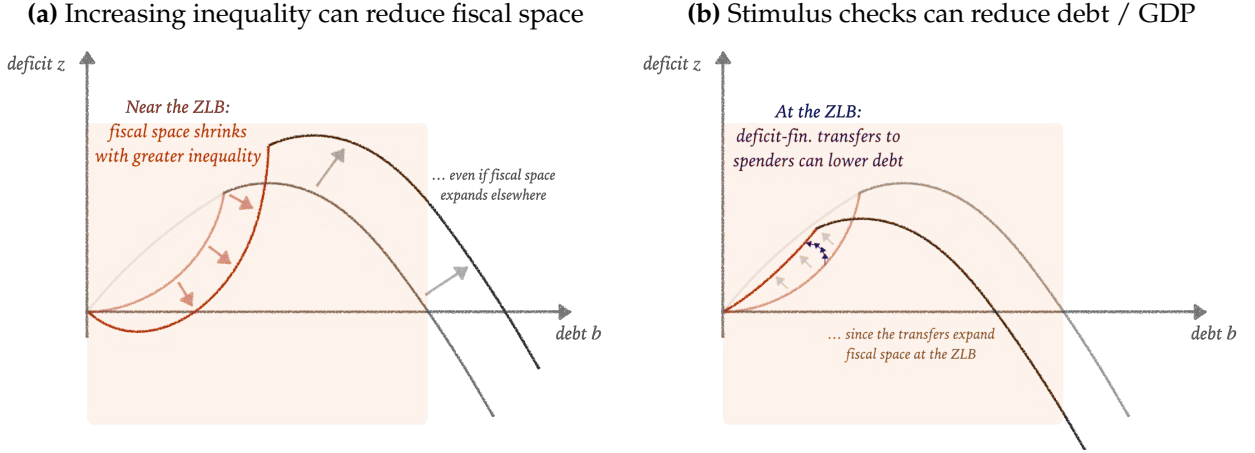 (a) Increasing inequality can reduce fiscal space
deficit z
Near the ZLB:
fiscal space shrinks
with greater inequality
... even if fiscal space
expands elsewhere
debt b
(b) Stimulus checks can reduce debt / GDP
deficit z
At the ZLB:
deficit-fin. transfers to
spenders can lower debt
... since the transfers expand
fiscal space at the ZLB
debt b